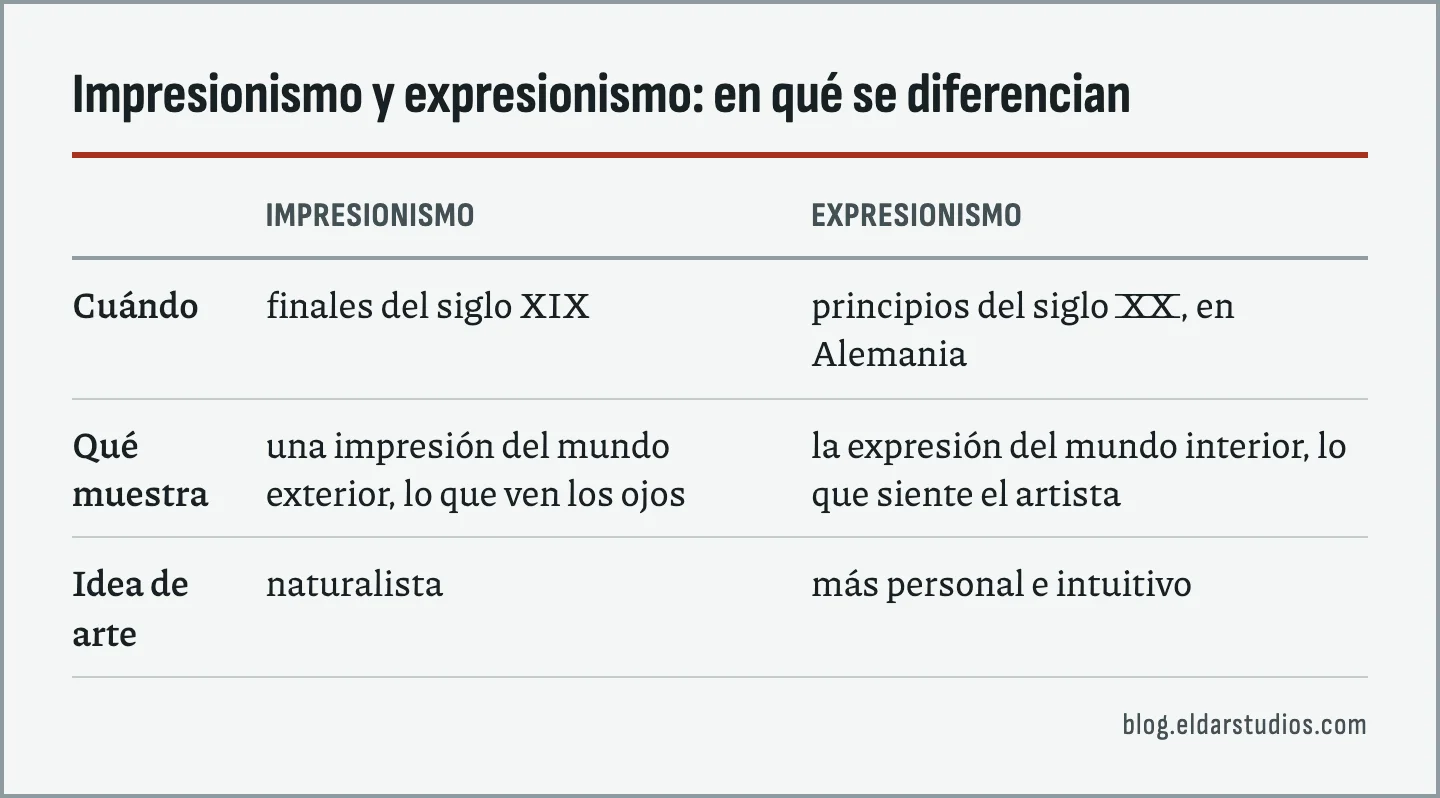 Impresionismo y expresionismo: en qué se diferencian
IMPRESIONISMO EXPRESIONISMO
Cuándo finales del siglo XIX principios del siglo XX, en
Alemania
Qué una impresión del mundo la expresión del mundo interior, lo
muestra exterior, lo que ven los ojos que siente el artista
Idea de naturalista más personal e intuitivo
arte
blog.eldarstudios.com